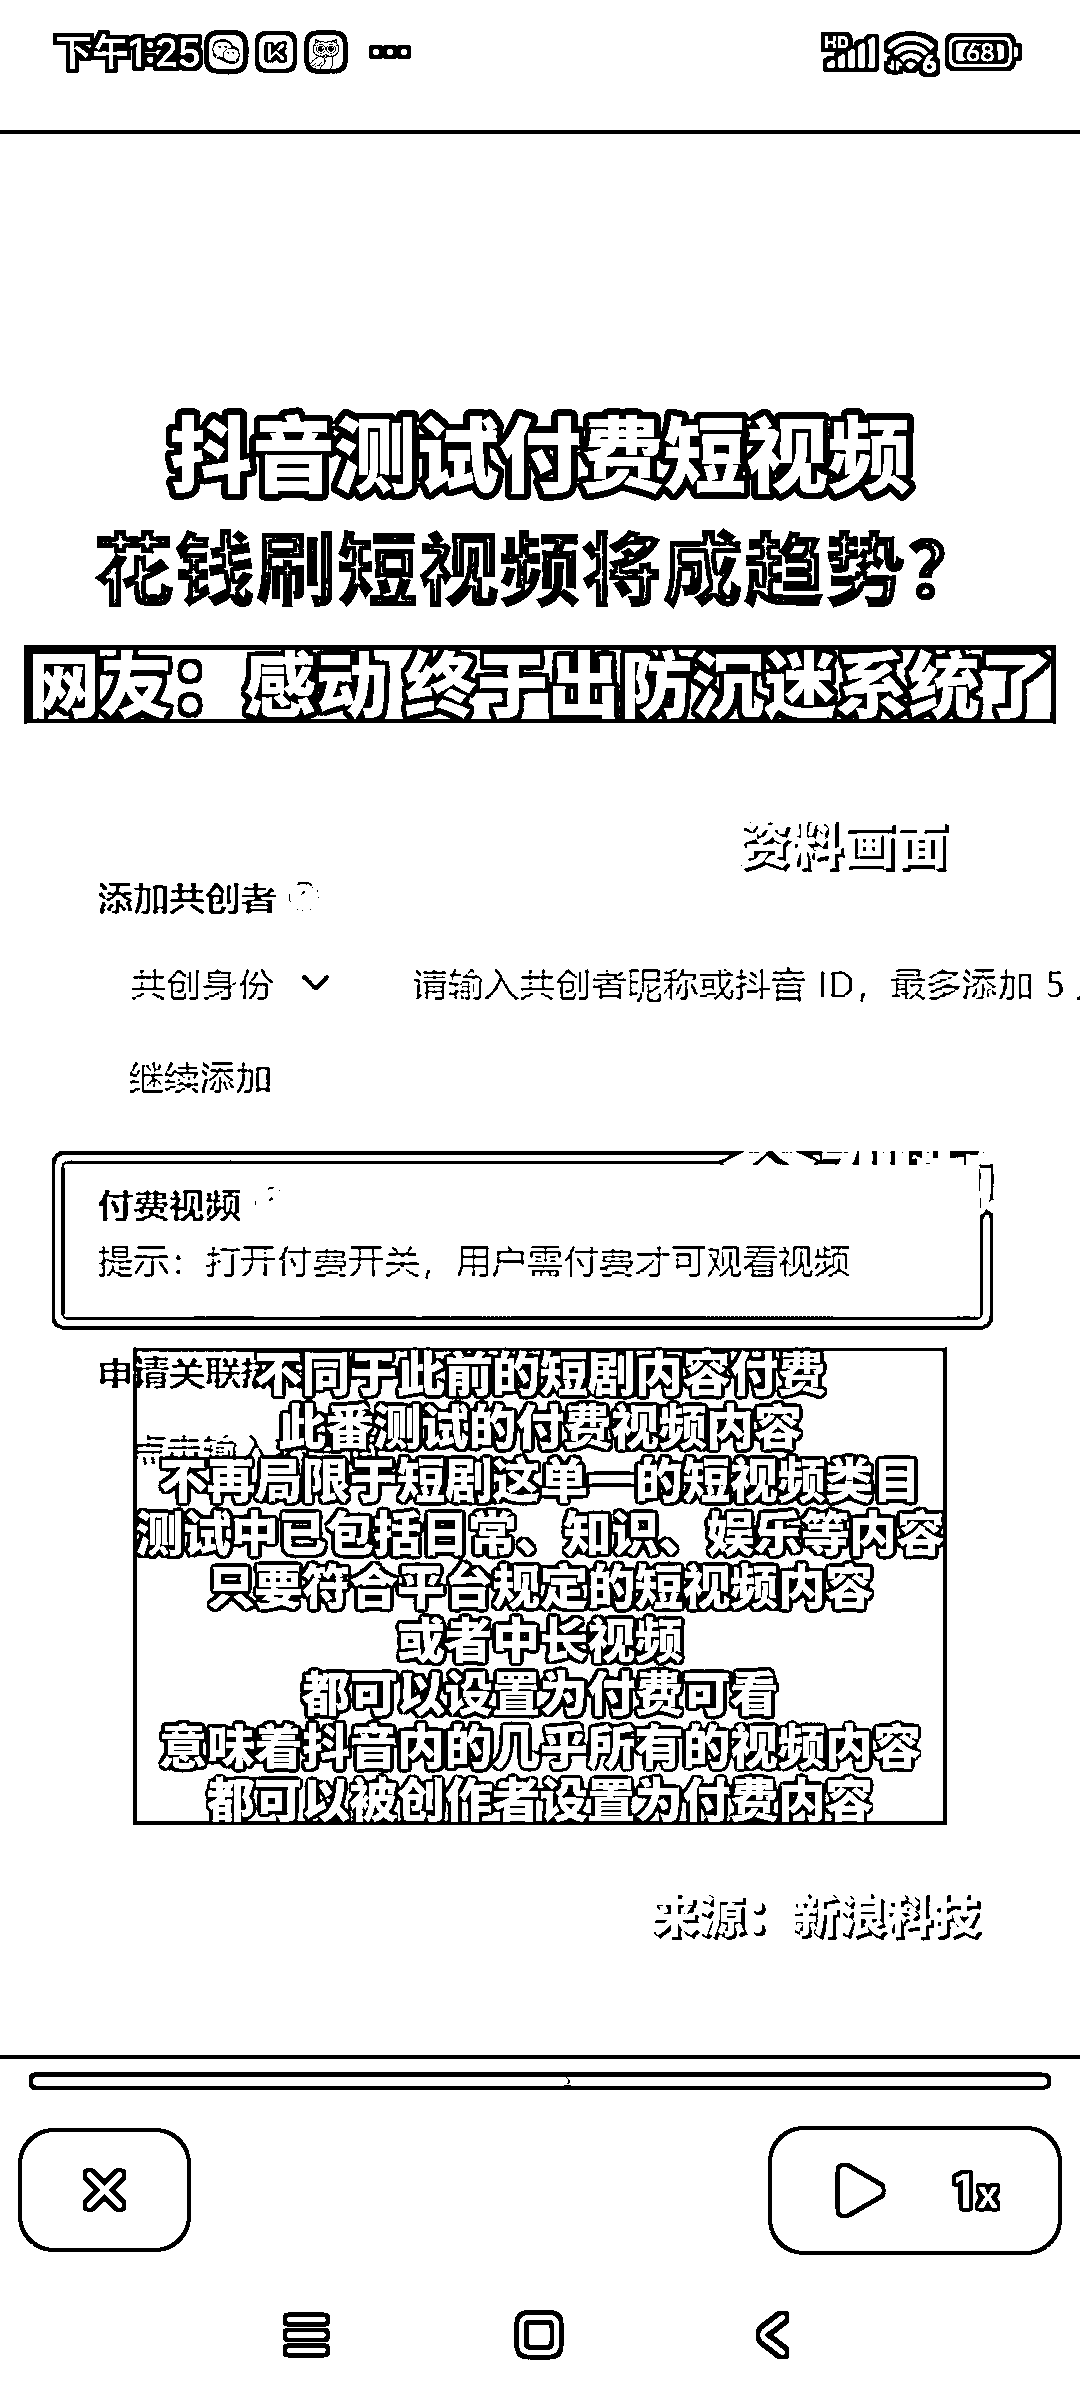 下午1:25 ...
HD 6 68
抖音测试付费短视频
花钱刷短视频将成趋势?
网友：感动 终于出防沉迷系统了
资料画面
添加共创者
共创身份 请输入共创者昵称或抖音 ID，最多添加 5
继续添加
付费视频
提示：打开付费开关，用户需付费才可观看视频
申请关联
不同于此前的短剧内容付费
此番测试的付费视频内容
点击输入
不再局限于短剧这单一的短视频类目
测试中已包括日常、知识、娱乐等内容
只要符合平台规定的短视频内容
或者中长视频
都可以设置为付费可看
意味着抖音内的几乎所有的视频内容
都可以被创作者设置为付费内容
来源：新浪科技
1x